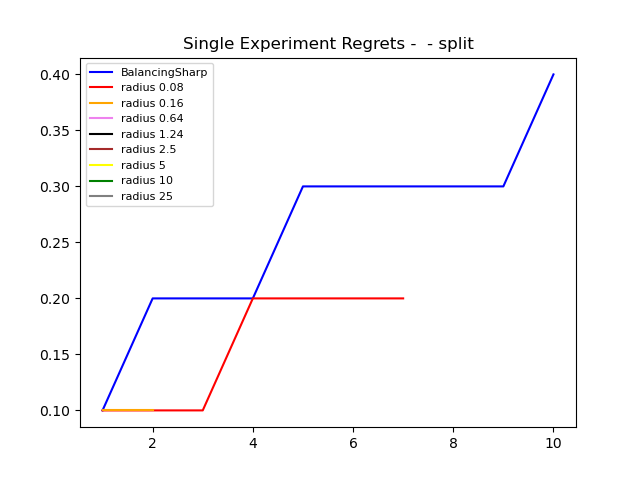 Single Experiment Regrets -  - split
BalancingSharp
radius 0.08
radius 0.16
radius 0.64
radius 1.24
radius 2.5
radius 5
radius 10
radius 25
0.40
0.35
0.30
0.25
0.20
0.15
0.10
2 4 6 8 10